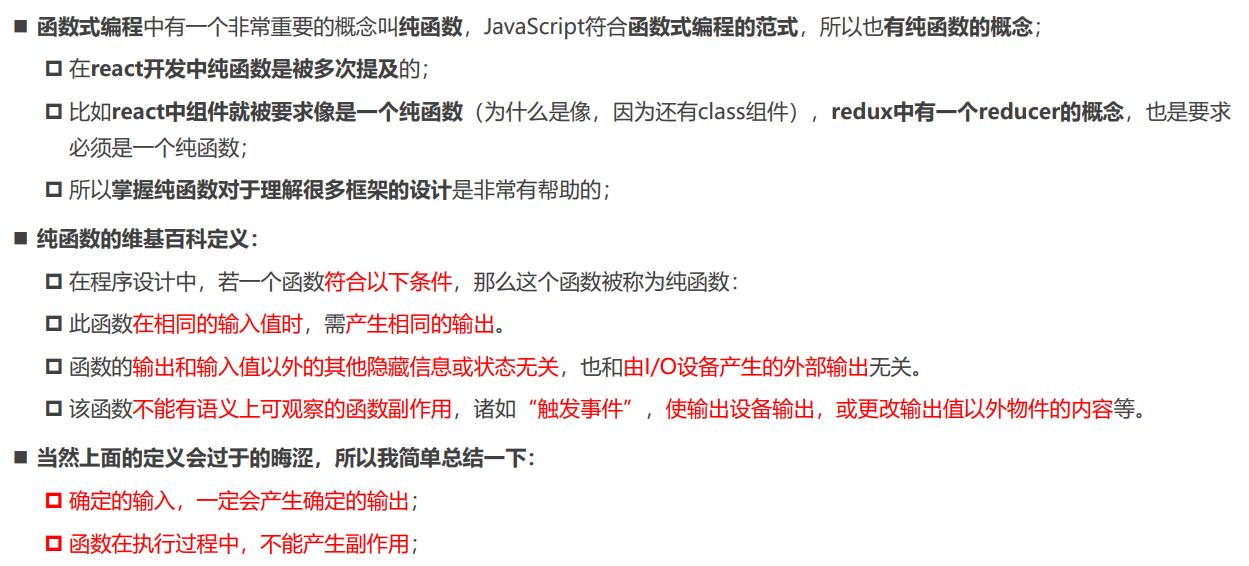 函数式编程中有一个非常重要的概念叫纯函数，JavaScript符合函数式编程的范式，所以也有纯函数的概念；
在react开发中纯函数是被多次提及的；
比如react中组件就被要求像是一个纯函数（为什么是像，因为还有class组件），redux中有一个reducer的概念，也是要求
必须是一个纯函数；
所以掌握纯函数对于理解很多框架的设计是非常有帮助的；
纯函数的维基百科定义：
在程序设计中，若一个函数符合以下条件，那么这个函数被称为纯函数：
此函数在相同的输入值时，需产生相同的输出。
函数的输出和输入值以外的其他隐藏信息或状态无关，也和由I/O设备产生的外部输出无关。
该函数不能有语义上可观察的函数副作用，诸如“触发事件”，使输出设备输出，或更改输出值以外物件的内容等。
当然上面的定义会过于的晦涩，所以我简单总结一下：
确定的输入，一定会产生确定的输出；
函数在执行过程中，不能产生副作用；